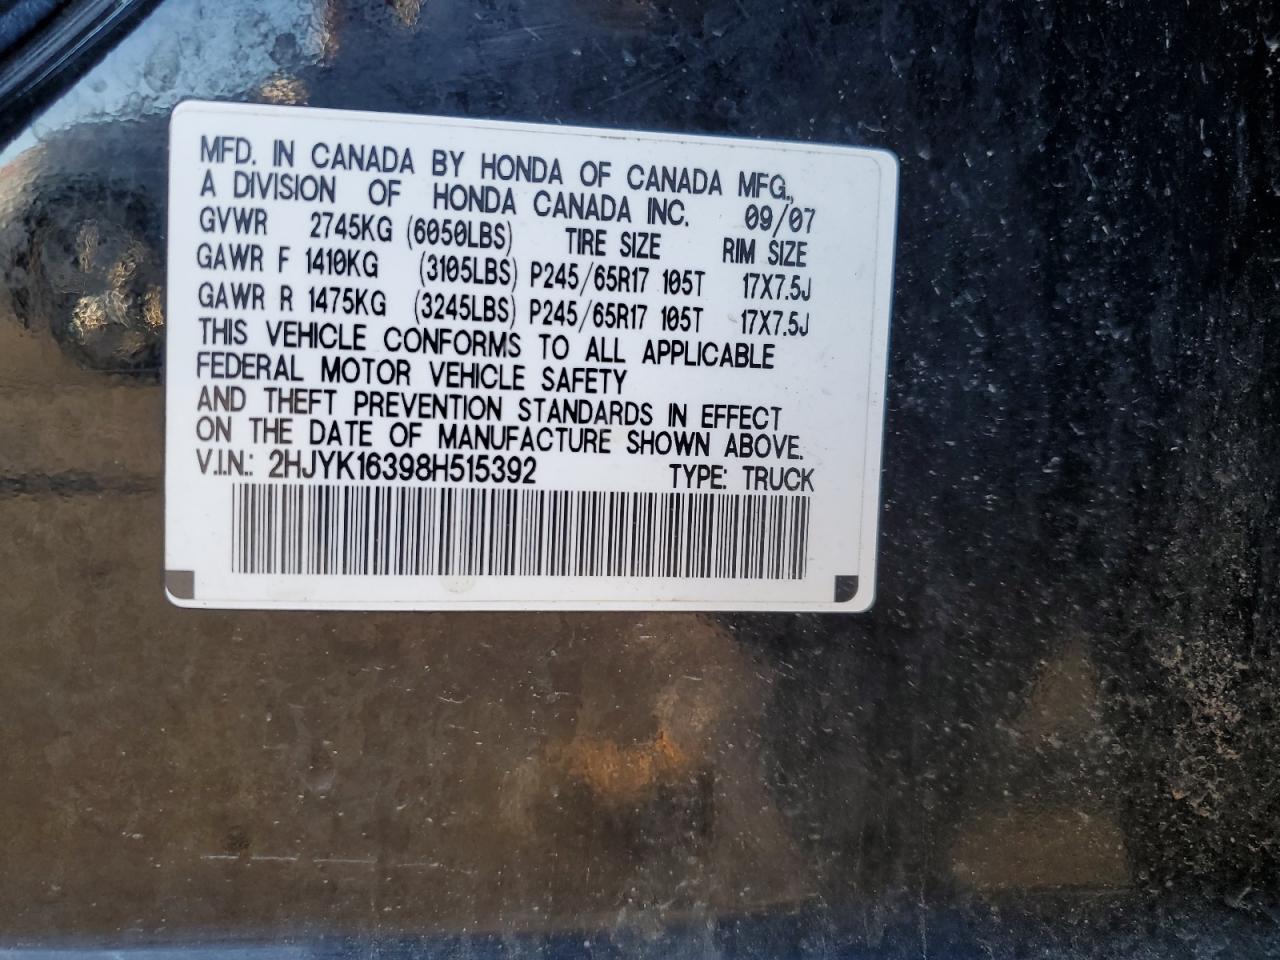 MFD. IN CANADA BY HONDA OF CANADA MFG.,
A DIVISION OF HONDA CANADA INC. 09/07
GVWR 2745KG (6050LBS) TIRE SIZE RIM SIZE
GAWR F 1410KG (3105LBS) P245/65R17 105T 17X7.5J
GAWR R 1475KG (3245LBS) P245/65R17 105T 17X7.5J
THIS VEHICLE CONFORMS TO ALL APPLICABLE
FEDERAL MOTOR VEHICLE SAFETY
AND THEFT PREVENTION STANDARDS IN EFFECT
ON THE DATE OF MANUFACTURE SHOWN ABOVE.
V.I.N.: 2HJYK16398H515392 TYPE: TRUCK